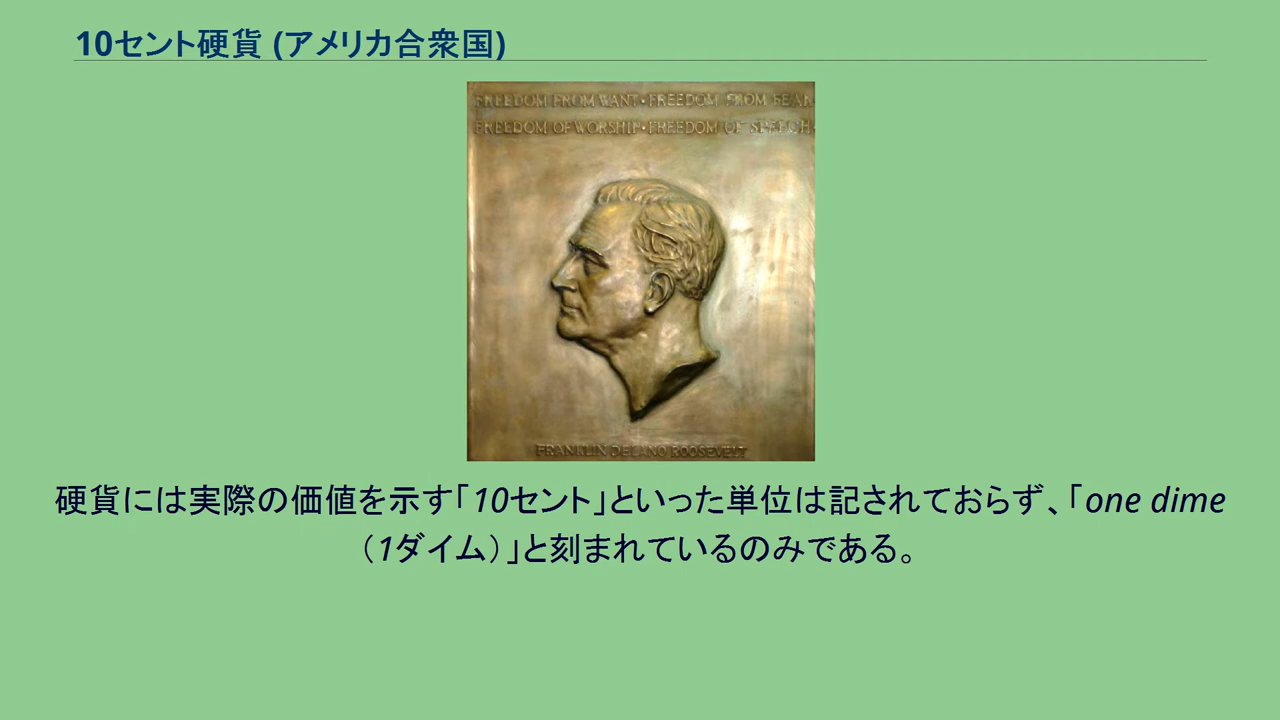 10セント硬貨 (アメリカ合衆国)
FREEDOM FROM WANT • FREEDOM FROM FEAR
FREEDOM OF WORSHIP • FREEDOM OF SPEECH
FRANKLIN DELANO ROOSEVELT
硬貨には実際の価値を示す「10セント」といった単位は記されておらず、「one dime
（1ダイム）」と刻まれているのみである。